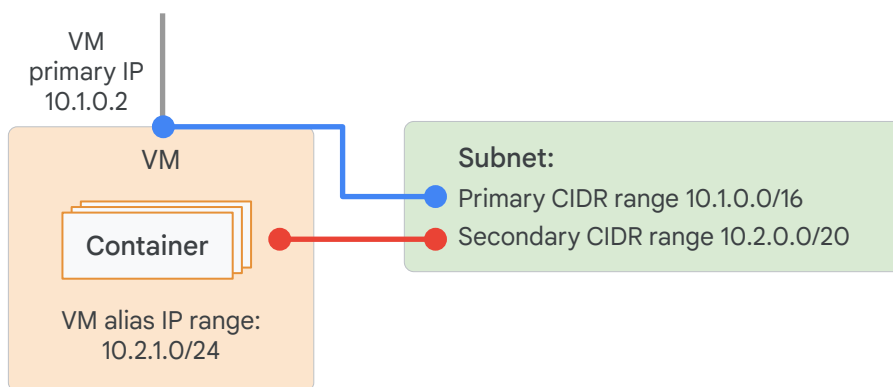 VM
primary IP
10.1.0.2
VM
Container
VM alias IP range:
10.2.1.0/24
Subnet:
Primary CIDR range 10.1.0.0/16
Secondary CIDR range 10.2.0.0/20